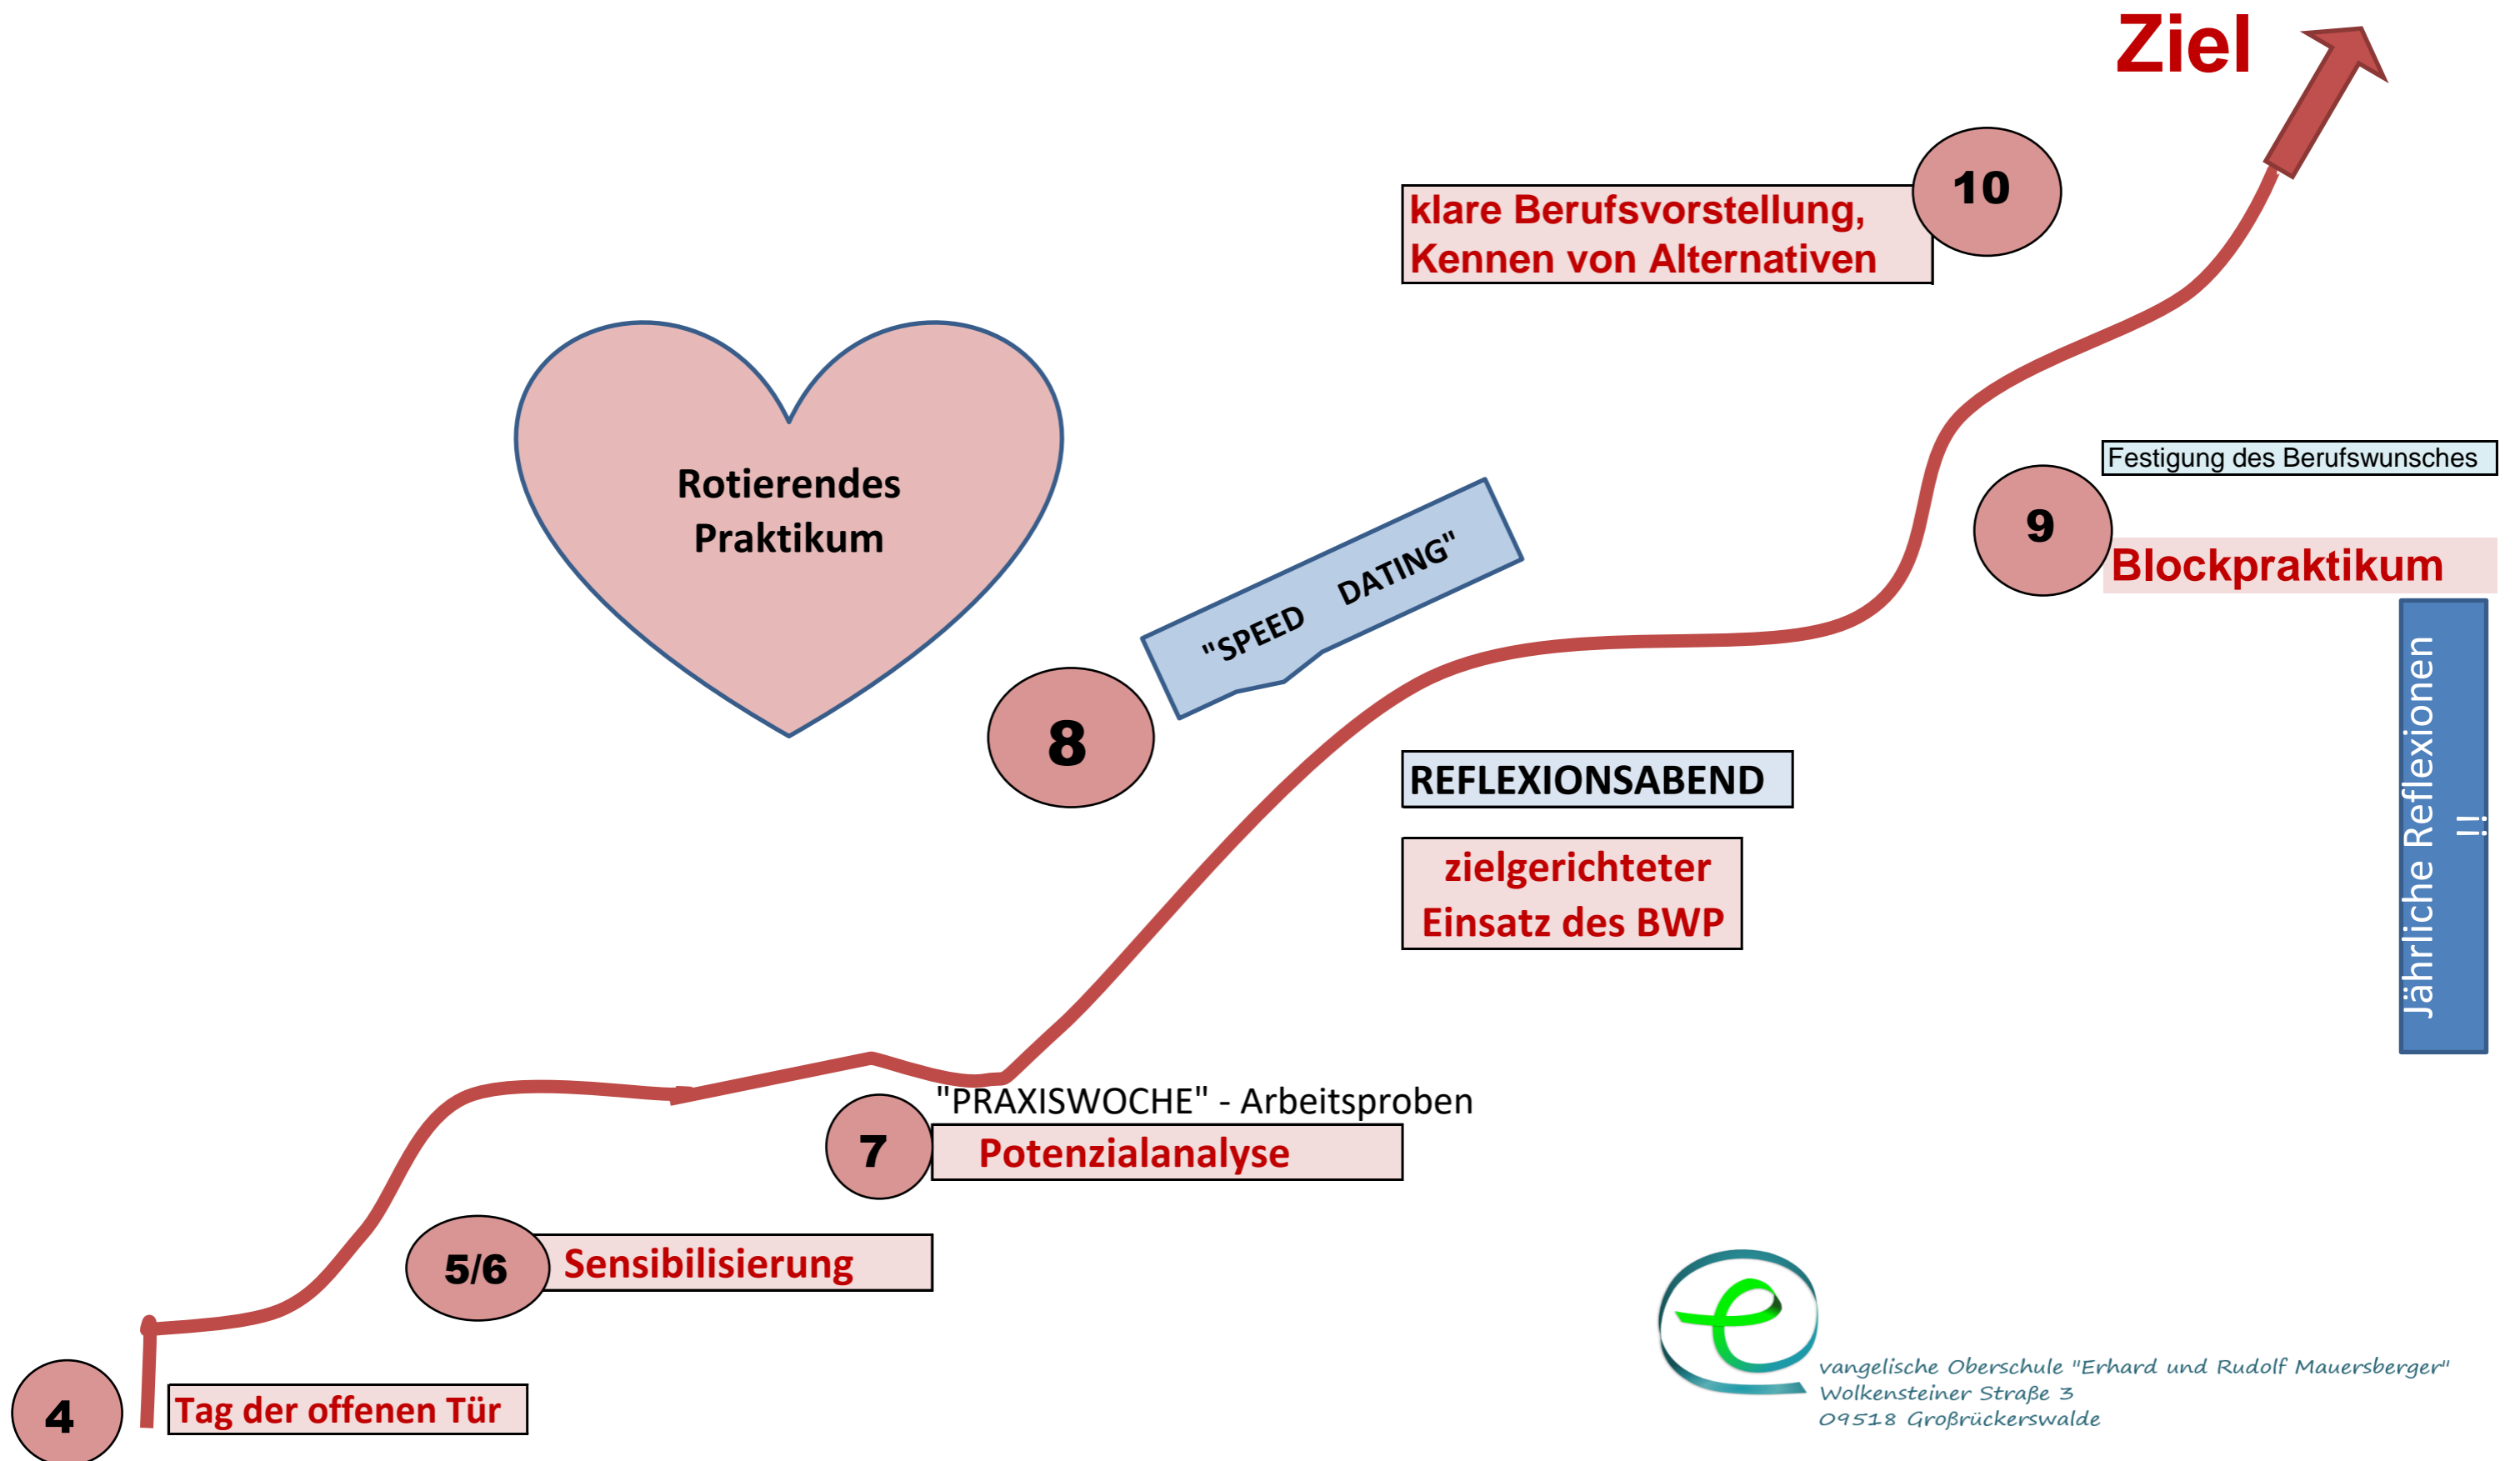 Ziel
10
klare Berufsvorstellung,
Kennen von Alternativen
Rotierendes
Praktikum
Festigung des Berufswunsches
9
Blockpraktikum
"SPEED DATING"
8
Jährliche Reflexionen
!!
REFLEXIONSABEND
zielgerichteter
Einsatz des BWP
"PRAXISWOCHE" - Arbeitsproben
7
Potenzialanalyse
5/6
Sensibilisierung
4
Tag der offenen Tür
evangelische Oberschule "Erhard und Rudolf Mauersberger"
Wolkensteiner Straße 3
09518 Großrückerswalde